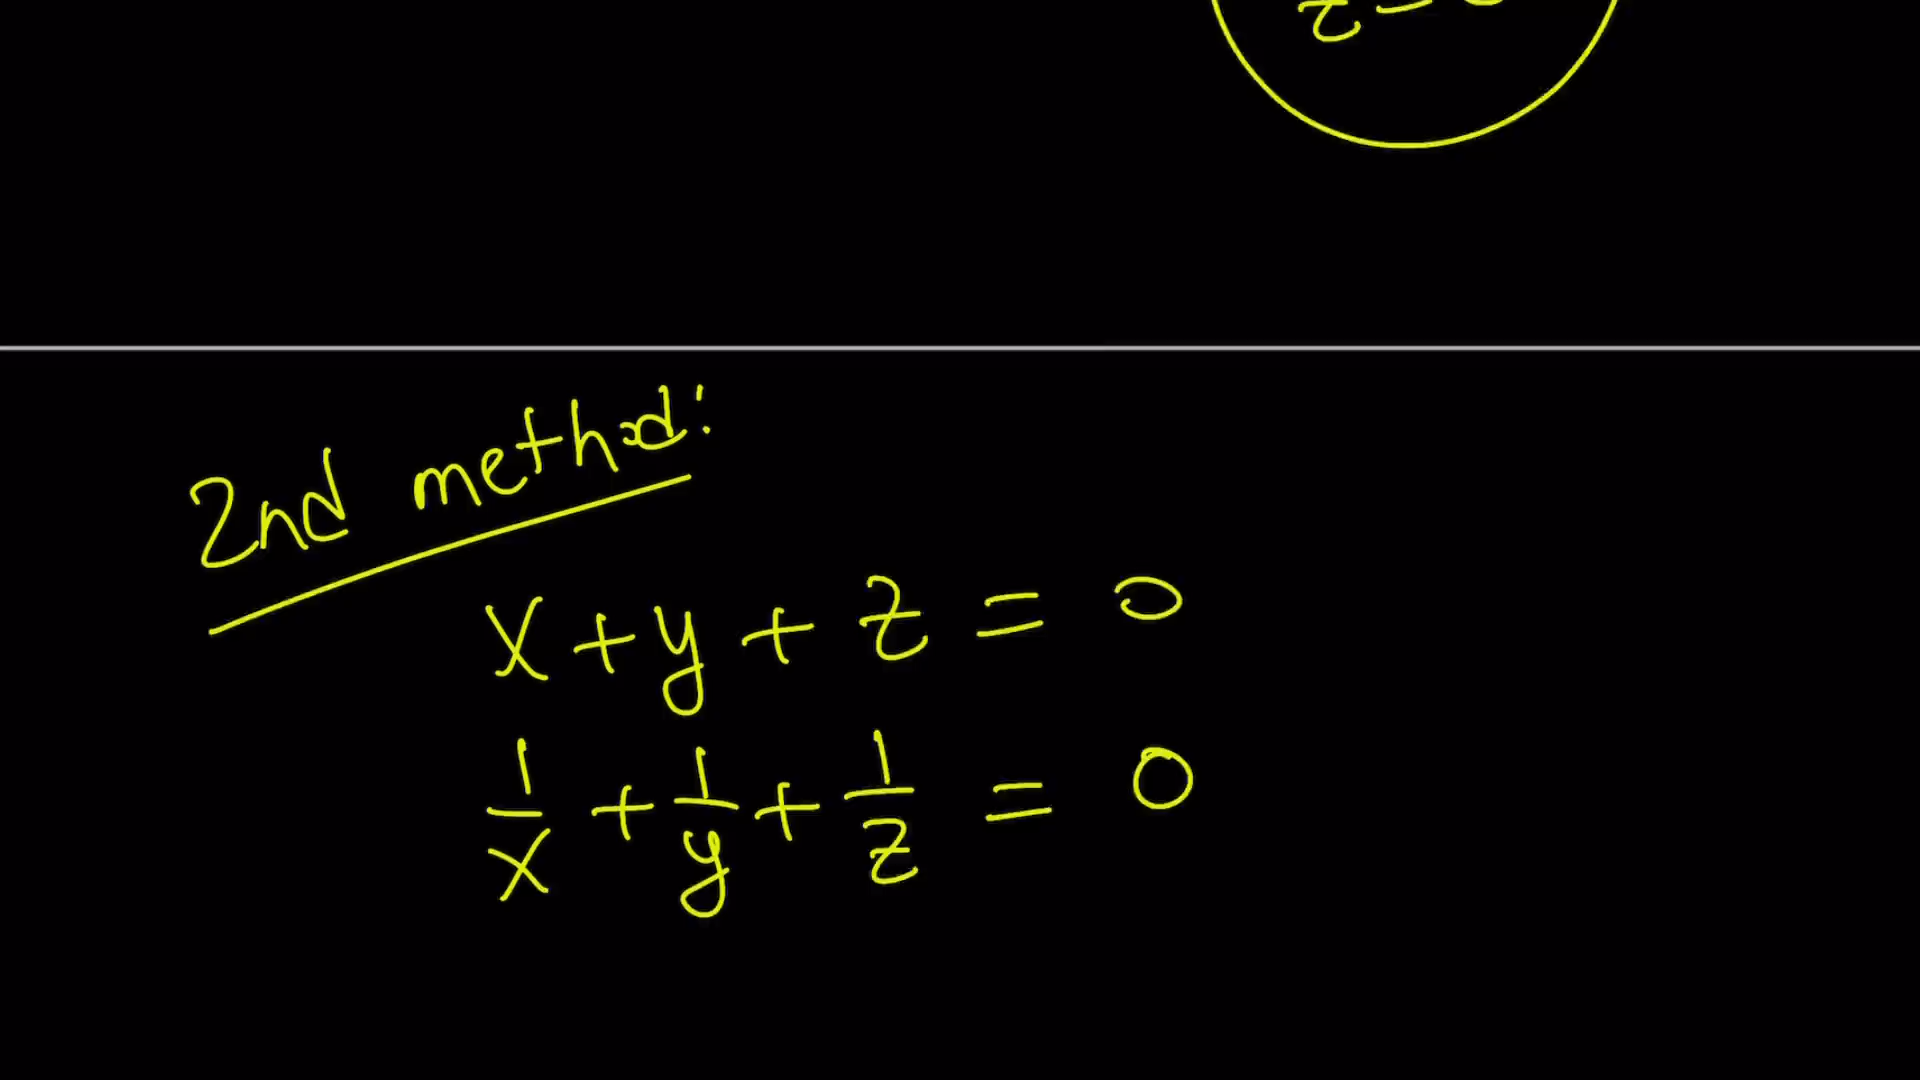 2nd method:
x + y + z = 0
1/x + 1/y + 1/z = 0